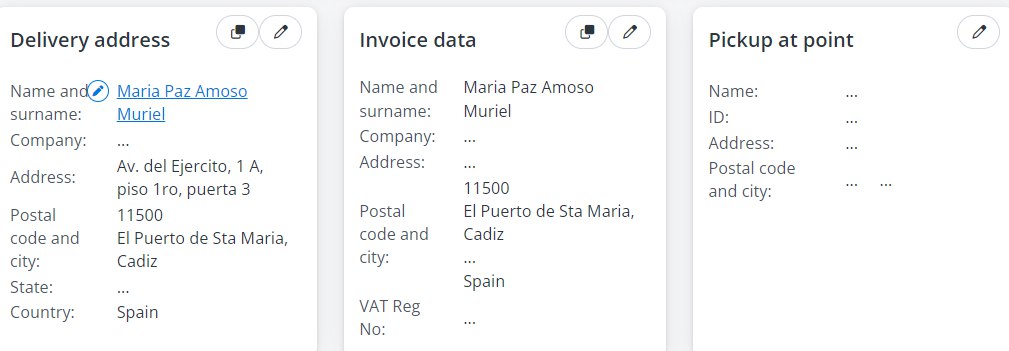 Delivery address
Name and surname: Maria Paz Amoso
Muriel
Company: ...
Address: Av. del Ejercito, 1 A,
piso 1ro, puerta 3
Postal code and city: 11500
El Puerto de Sta Maria,
Cadiz
State: ...
Country: Spain
Invoice data
Name and surname: Maria Paz Amoso
Muriel
Company: ...
Address: ...
Postal code and city: 11500
El Puerto de Sta Maria,
Cadiz
...
Spain
VAT Reg No: ...
Pickup at point
Name: ...
ID: ...
Address: ...
Postal code and city: ... ...